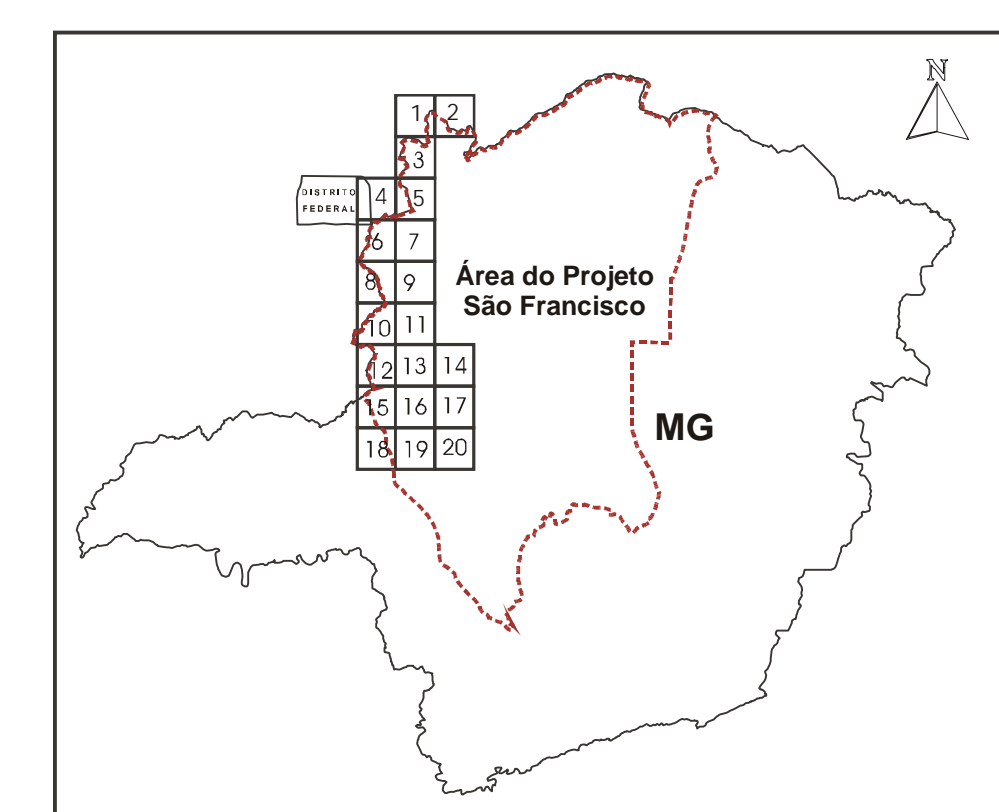 N
1 2
3
DISTRITO
FEDERAL
4 5
6 7
8 9
10 11
12 13 14
15 16 17
18 19 20
Área do Projeto
São Francisco
MG